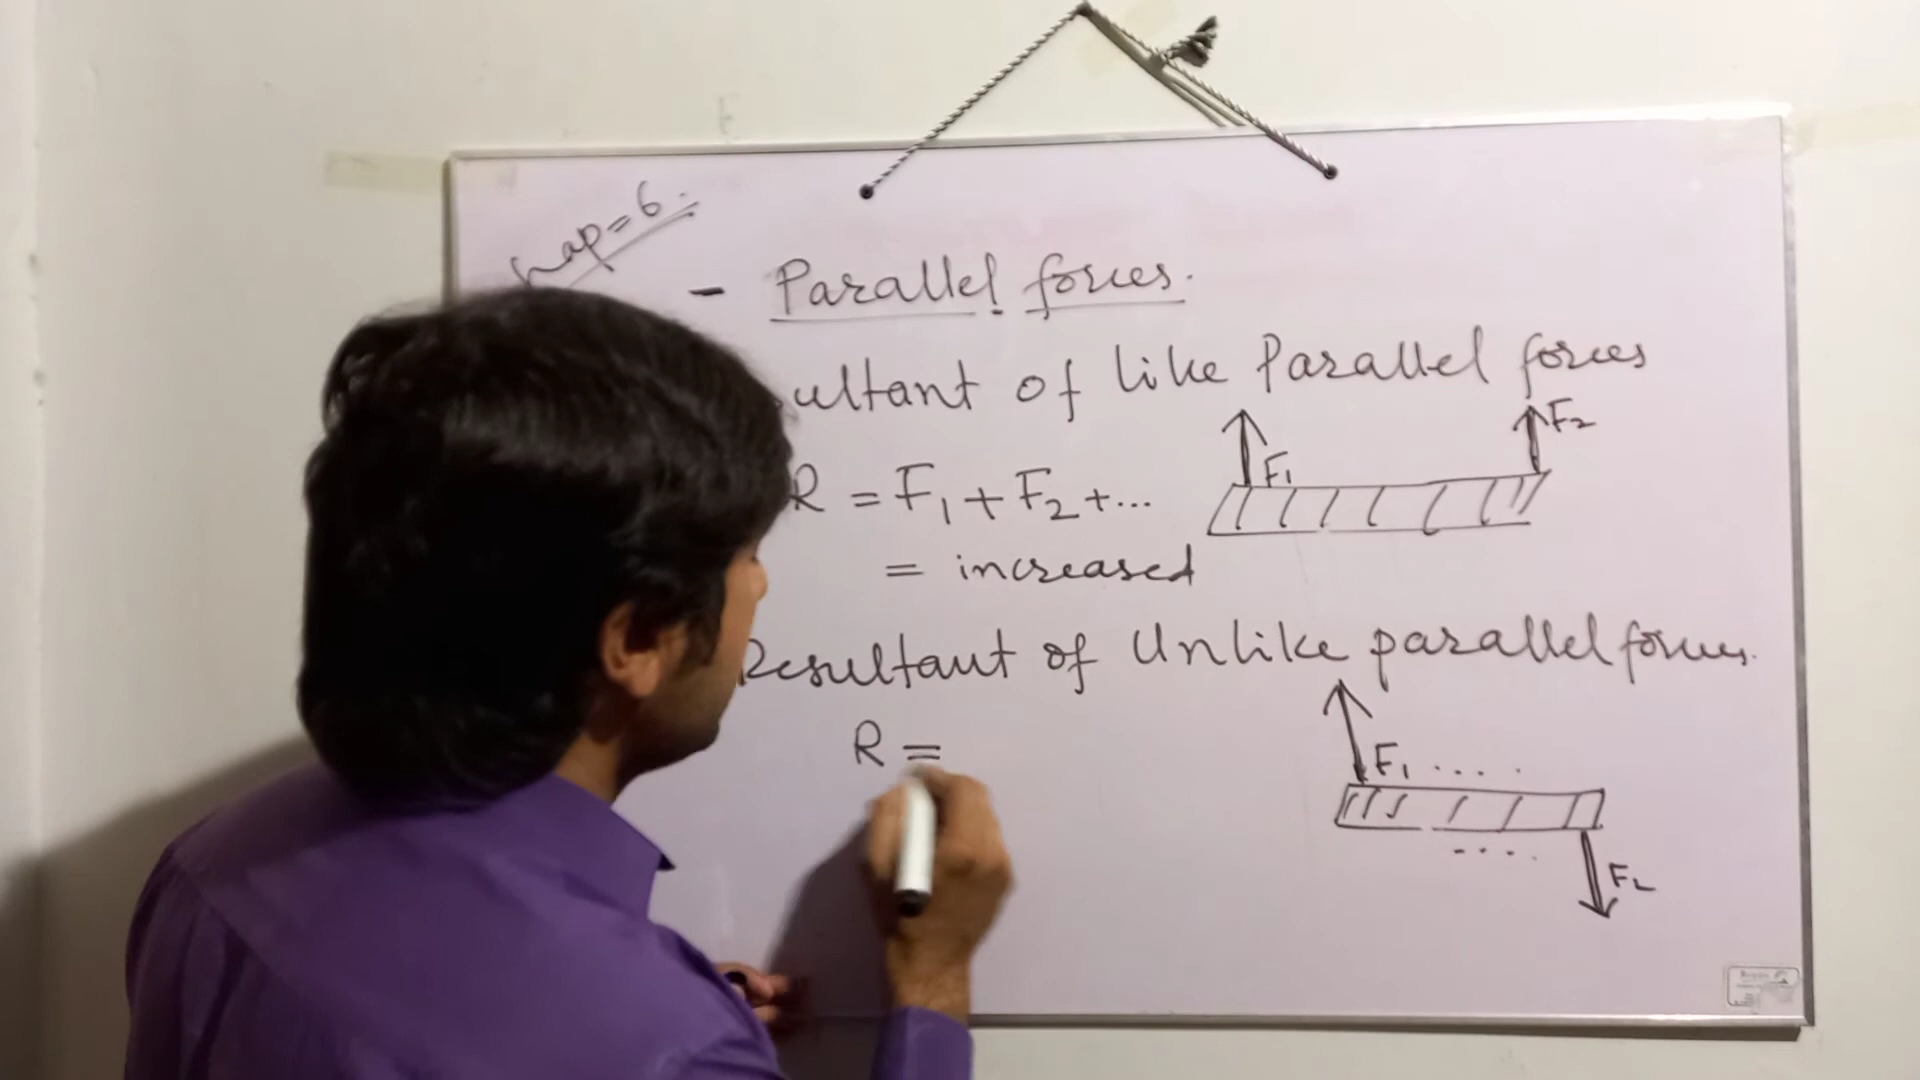 hap=6.
- Parallel forces.
ultant of like Parallel forces
F1 F2
R = F1 + F2 +...
= increased
Resultant of Unlike parallel forces.
R =
F1 ....
....
F2